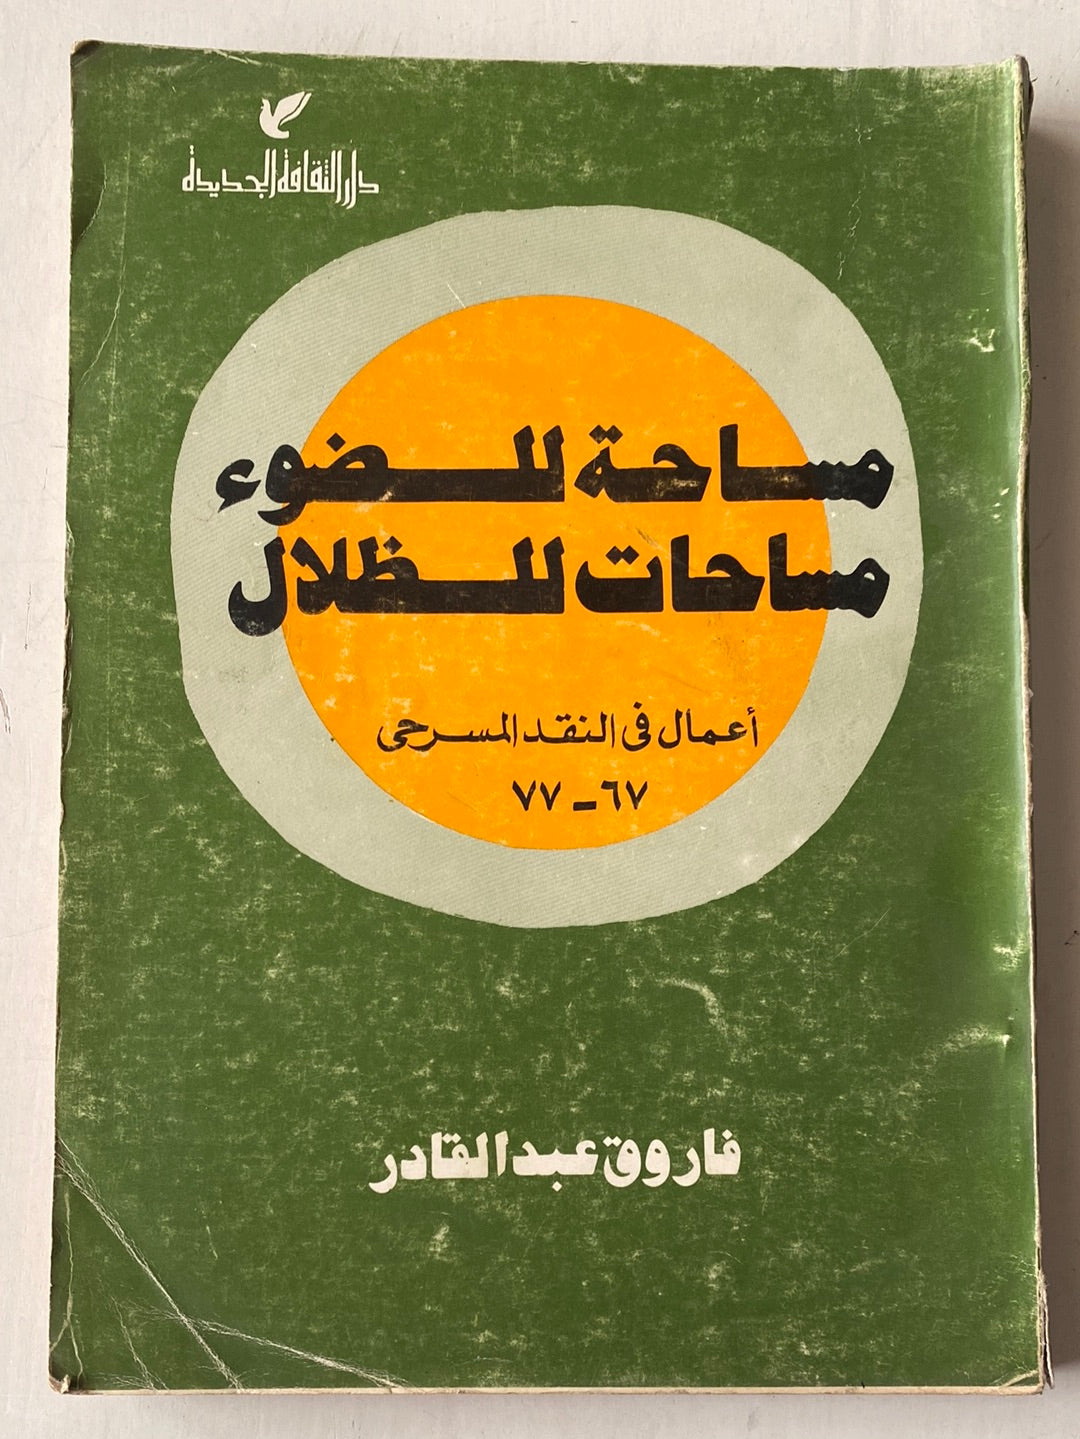 دار الثقافة الجديدة
مساحة للضوء
مساحات للظلال
أعمال فى النقد المسرحى
٦٧ - ٧٧
فاروق عبد القادر